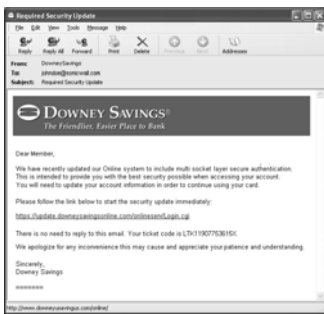 Required Security Update
File Edit View Tools Message Help
Reply Reply All Forward Print Delete Previous Next Addresses
From: DowneySavings
To: johndoe@sonicwall.com
Subject: Required Security Update
DOWNEY SAVINGS®
The Friendlier, Easier Place to Bank
Dear Member,
We have recently updated our Online system to include multi socket layer secure authentication.
This is intended to provide you with the best security possible when accessing your account.
You will need to update your account information in order to continue using your card.
Please follow the link below to start the security update immediately:
https://update.downeysavingsonline.com/onlineserv/Login.cgi
There is no need to reply to this email. Your ticket code is LTK11907753615X.
We apologize for any inconvenience this may cause and appreciate your patience and understanding.
Sincerely,
Downey Savings
=======
http://www.downeysavingus.com/online/